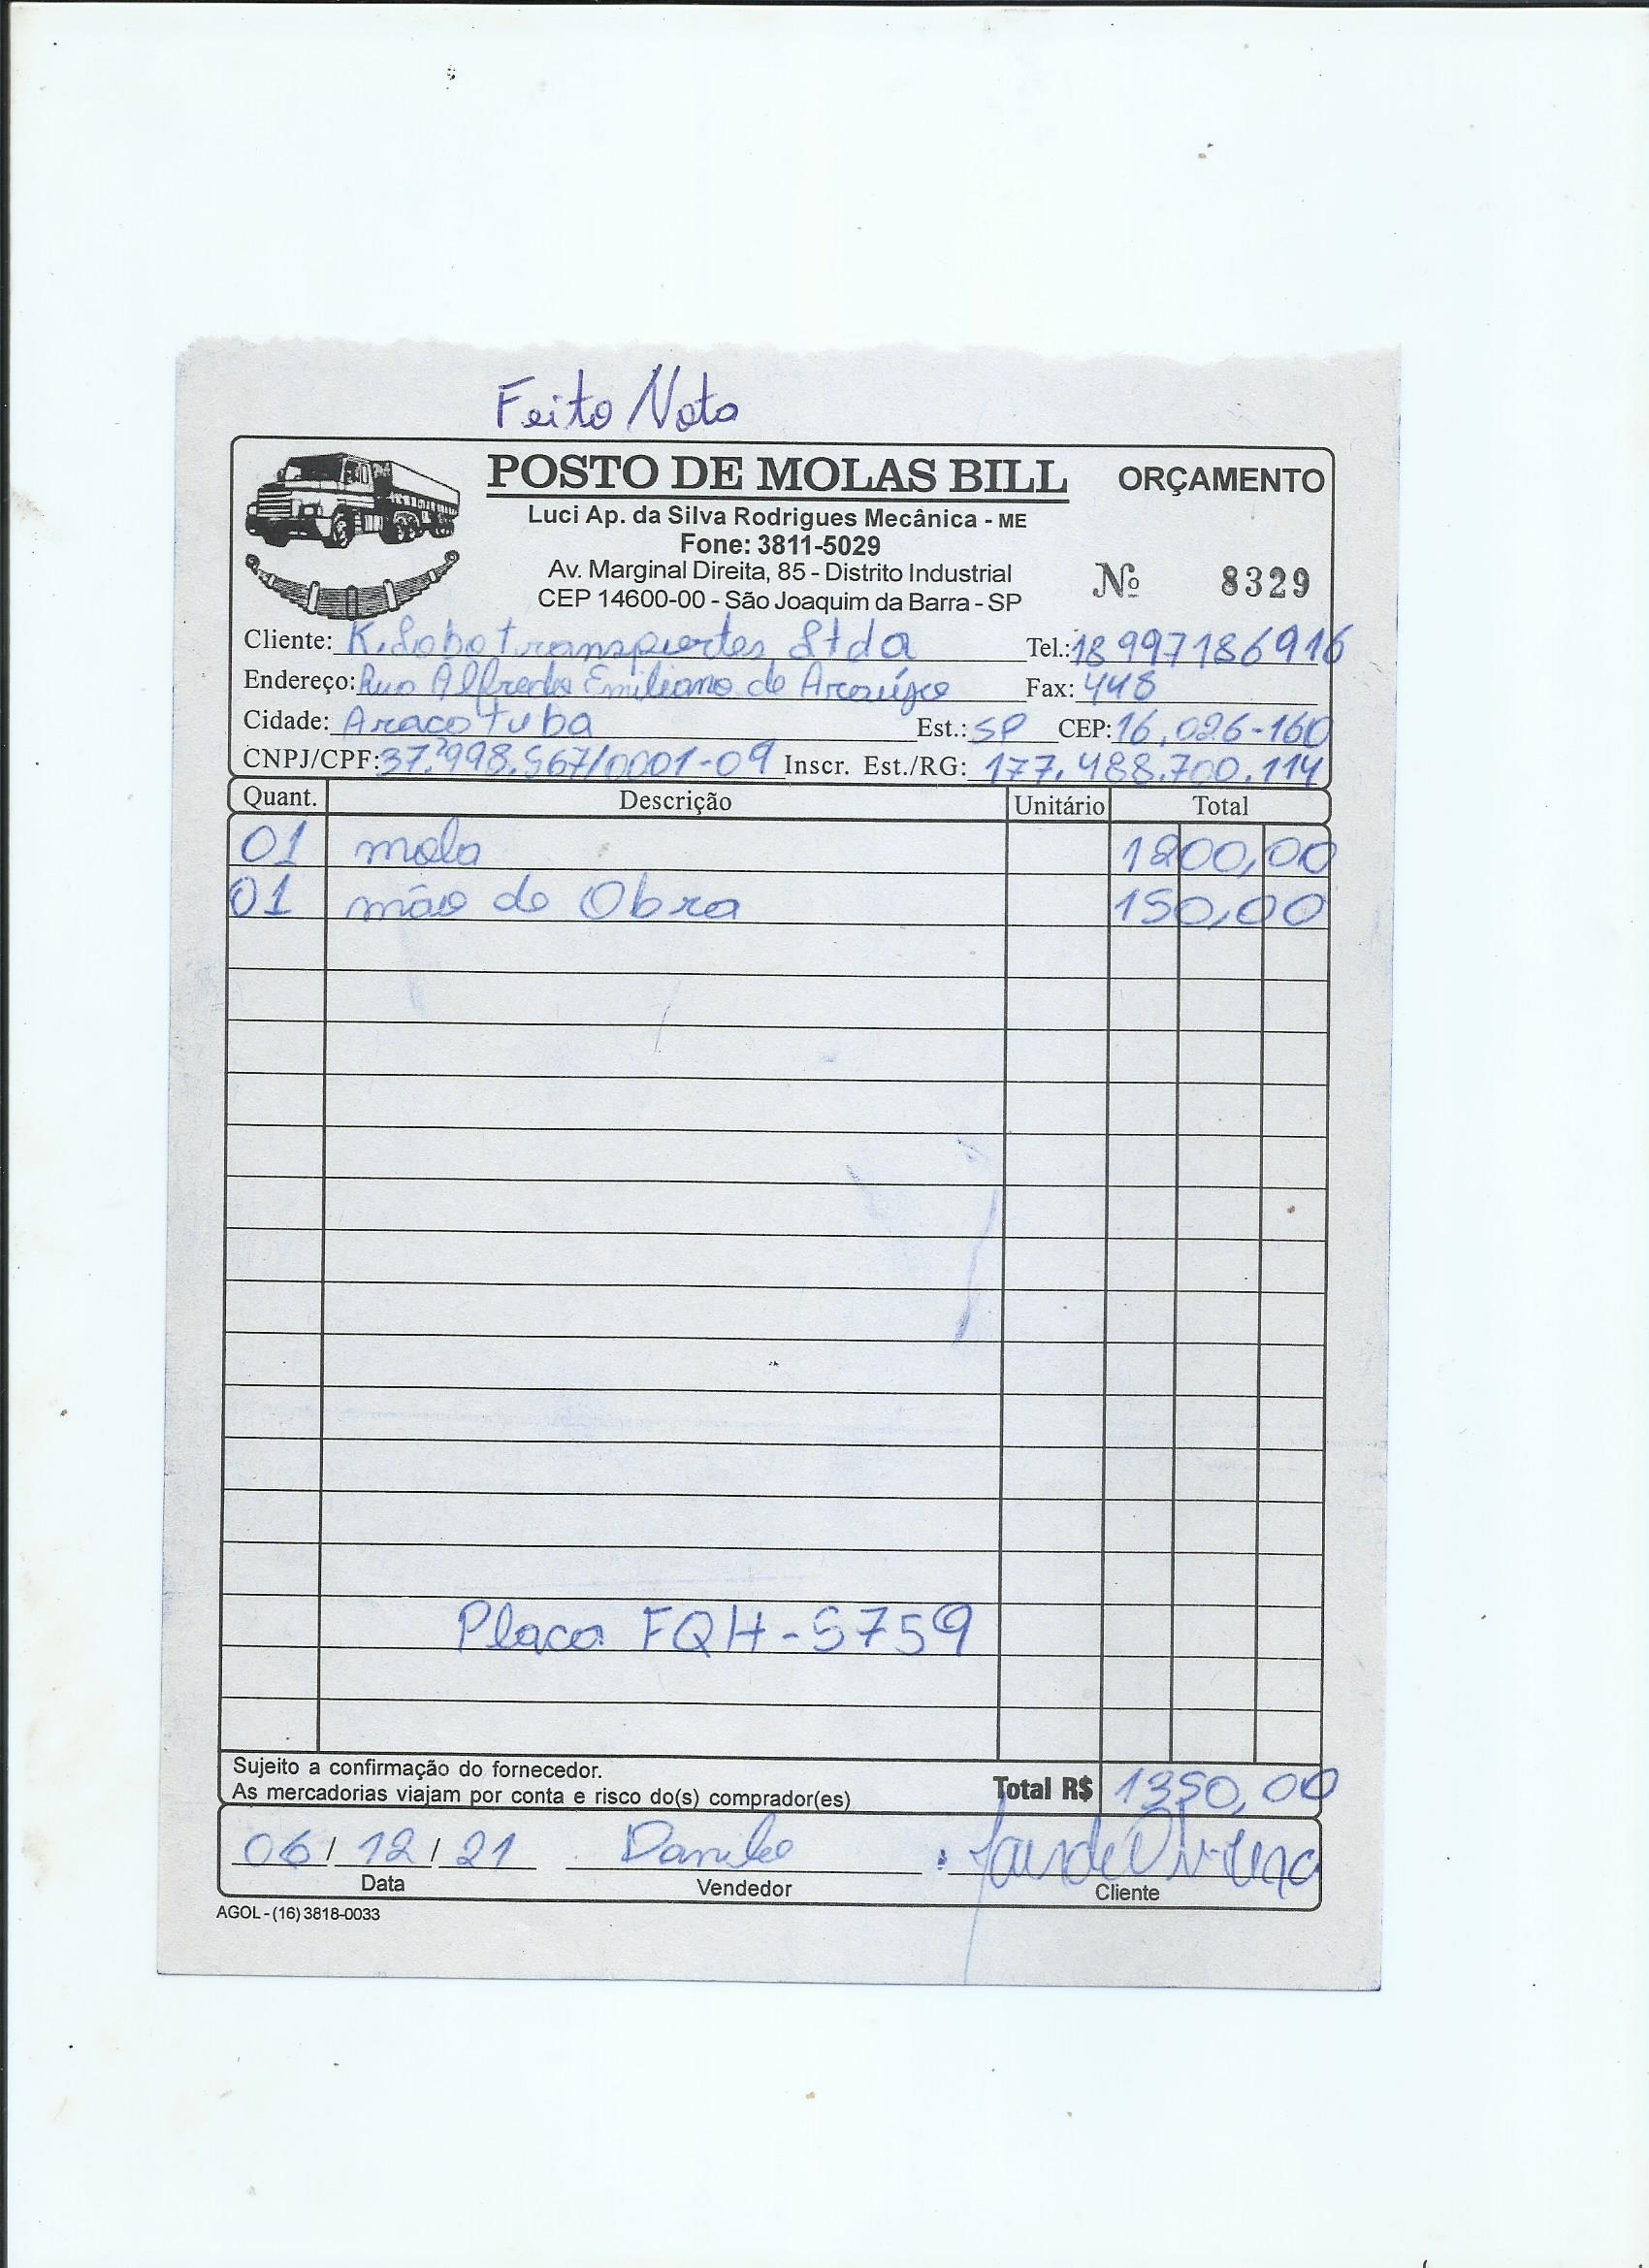 Feito Nota
POSTO DE MOLAS BILL ORÇAMENTO
Luci Ap. da Silva Rodrigues Mecânica - ME
Fone: 3811-5029
Av. Marginal Direita, 85 - Distrito Industrial
CEP 14600-00 - São Joaquim da Barra - SP
Nº 8329
Cliente: K. Lobo transportes Ltda Tel.: 18 997186916
Endereço: Rua Alfredo Emiliano de Araújo Fax: 448
Cidade: Aracatuba Est.: SP CEP: 16.026-160
CNPJ/CPF: 37.998.567/0001-09 Inscr. Est./RG: 177.488.700.114
Quant. Descrição Unitário Total
01 mola 1200,00
01 mão de Obra 150,00
Placa FQH-5759
Sujeito a confirmação do fornecedor.
As mercadorias viajam por conta e risco do(s) comprador(es) Total R$ 1350,00
06 / 12 / 21 Danilo
Data Vendedor Cliente
AGOL - (16) 3818-0033